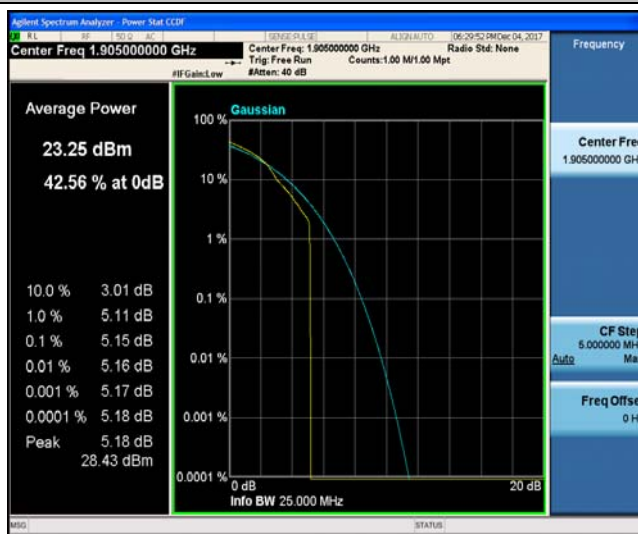 Agilent Spectrum Analyzer - Power Stat CCDF
RL RF 50 Ω AC SENSE:PULSE ALIGNAUTO 06:29:52 PM Dec 04, 2017
Center Freq 1.905000000 GHz
Center Freq: 1.905000000 GHz Radio Std: None
Trig: Free Run Counts:1.00 M/1.00 Mpt
#IFGain:Low #Atten: 40 dB
Frequency
Average Power
23.25 dBm
42.56 % at 0dB
10.0 % 3.01 dB
1.0 % 5.11 dB
0.1 % 5.15 dB
0.01 % 5.16 dB
0.001 % 5.17 dB
0.0001 % 5.18 dB
Peak 5.18 dB
28.43 dBm
Gaussian
100 %
10 %
1 %
0.1 %
0.01 %
0.001 %
0.0001 %
0 dB 20 dB
Info BW 25.000 MHz
Center Fre
1.905000000 GH
CF Ste
5.000000 MH
Auto Ma
Freq Offse
0 H
MSG STATUS